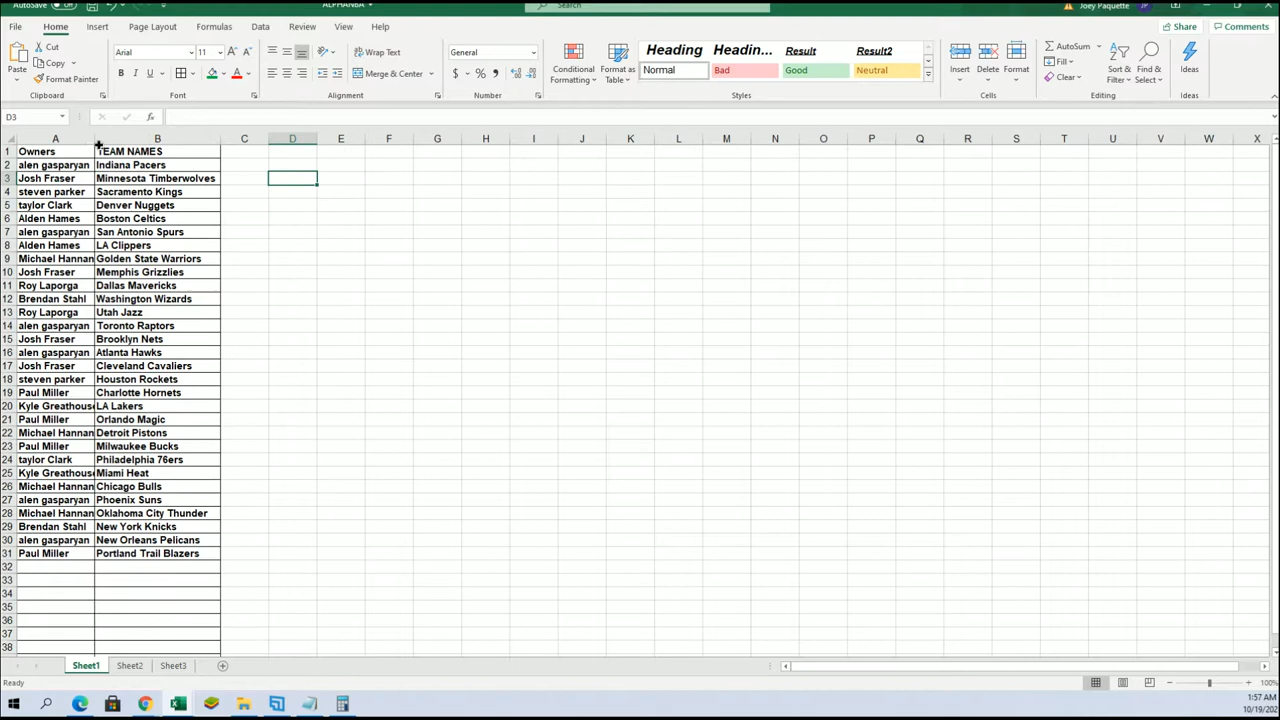 AutoSave Off ALPHANBA Search Joey Paquette JP
File Home Insert Page Layout Formulas Data Review View Help Share Comments
Paste Cut Copy Format Painter
Arial 11 A A Wrap Text General
B I U A Merge & Center $ % 9
Conditional Formatting Format as Table
Heading Headin... Result Result2
Normal Bad Good Neutral
Insert Delete Format
AutoSum Fill Clear
Sort & Filter Find & Select Ideas
Clipboard Font Alignment Number Styles Cells Editing Ideas
D3 fx
A B C D E F G H I J K L M N O P Q R S T U V W X
1 Owners TEAM NAMES
2 alen gasparyan Indiana Pacers
3 Josh Fraser Minnesota Timberwolves
4 steven parker Sacramento Kings
5 taylor Clark Denver Nuggets
6 Alden Hames Boston Celtics
7 alen gasparyan San Antonio Spurs
8 Alden Hames LA Clippers
9 Michael Hannan Golden State Warriors
10 Josh Fraser Memphis Grizzlies
11 Roy Laporga Dallas Mavericks
12 Brendan Stahl Washington Wizards
13 Roy Laporga Utah Jazz
14 alen gasparyan Toronto Raptors
15 Josh Fraser Brooklyn Nets
16 alen gasparyan Atlanta Hawks
17 Josh Fraser Cleveland Cavaliers
18 steven parker Houston Rockets
19 Paul Miller Charlotte Hornets
20 Kyle Greathouse LA Lakers
21 Paul Miller Orlando Magic
22 Michael Hannan Detroit Pistons
23 Paul Miller Milwaukee Bucks
24 taylor Clark Philadelphia 76ers
25 Kyle Greathouse Miami Heat
26 Michael Hannan Chicago Bulls
27 alen gasparyan Phoenix Suns
28 Michael Hannan Oklahoma City Thunder
29 Brendan Stahl New York Knicks
30 alen gasparyan New Orleans Pelicans
31 Paul Miller Portland Trail Blazers
32
33
34
35
36
37
38
Sheet1 Sheet2 Sheet3
Ready 100%
1:57 AM
10/19/202